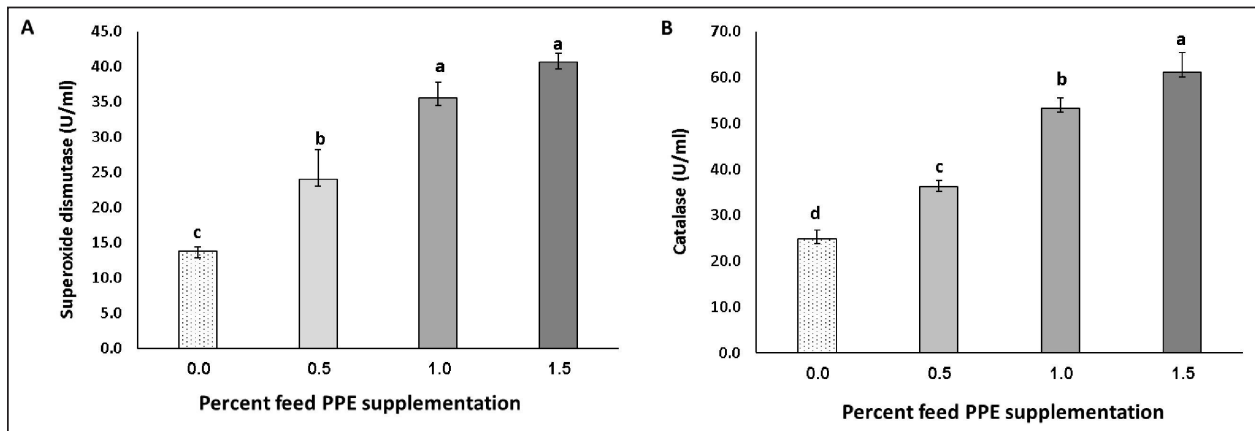 A
Superoxide dismutase (U/ml)
45.0
40.0
35.0
30.0
25.0
20.0
15.0
10.0
5.0
0.0
c
b
a
a
0.0 0.5 1.0 1.5
Percent feed PPE supplementation
B
Catalase (U/ml)
70.0
60.0
50.0
40.0
30.0
20.0
10.0
0.0
d
c
b
a
0.0 0.5 1.0 1.5
Percent feed PPE supplementation